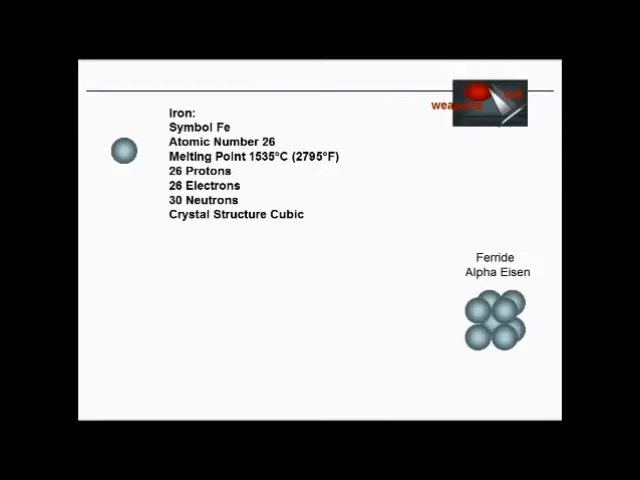 Iron:
Symbol Fe
Atomic Number 26
Melting Point 1535°C (2795°F)
26 Protons
26 Electrons
30 Neutrons
Crystal Structure Cubic
Ferride
Alpha Eisen